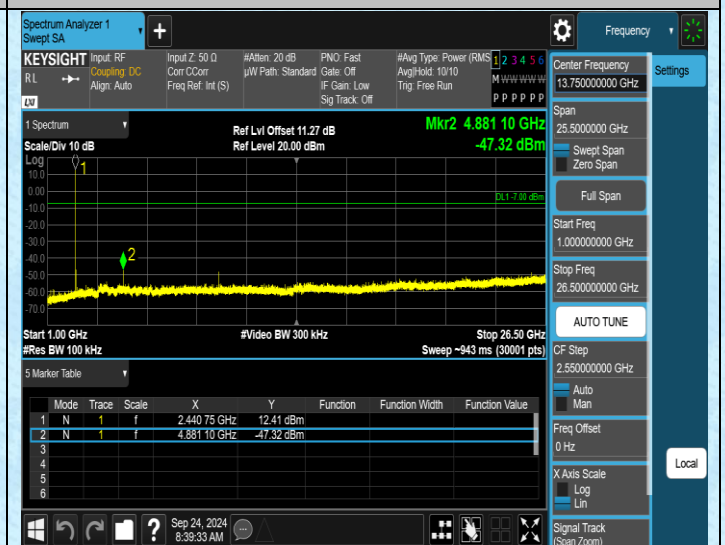 Spectrum Analyzer 1
Swept SA
+
Frequency
KEYSIGHT
RL
LXI
Input: RF
Coupling: DC
Align: Auto
Input Z: 50 Ω
Corr CCorr
Freq Ref: Int (S)
#Atten: 20 dB
µW Path: Standard
PNO: Fast
Gate: Off
IF Gain: Low
Sig Track: Off
#Avg Type: Power (RMS
Avg|Hold: 10/10
Trig: Free Run
1 2 3 4 5 6
M W W W W W
P P P P P P
1 Spectrum
Scale/Div 10 dB
Ref Lvl Offset 11.27 dB
Ref Level 20.00 dBm
Mkr2 4.881 10 GHz
-47.32 dBm
Log
10.0
0.00
-10.0
-20.0
-30.0
-40.0
-50.0
-60.0
-70.0
1
2
DL1 -7.00 dBm
Start 1.00 GHz
#Res BW 100 kHz
#Video BW 300 kHz
Stop 26.50 GHz
Sweep ~943 ms (30001 pts)
5 Marker Table
Mode Trace Scale X Y Function Function Width Function Value
1 N 1 f 2.440 75 GHz 12.41 dBm
2 N 1 f 4.881 10 GHz -47.32 dBm
3
4
5
6
?
Sep 24, 2024
8:39:33 AM
Center Frequency
13.750000000 GHz
Span
25.5000000 GHz
Swept Span
Zero Span
Full Span
Start Freq
1.000000000 GHz
Stop Freq
26.500000000 GHz
AUTO TUNE
CF Step
2.550000000 GHz
Auto
Man
Freq Offset
0 Hz
X Axis Scale
Log
Lin
Signal Track
(Span Zoom)
Settings
Local